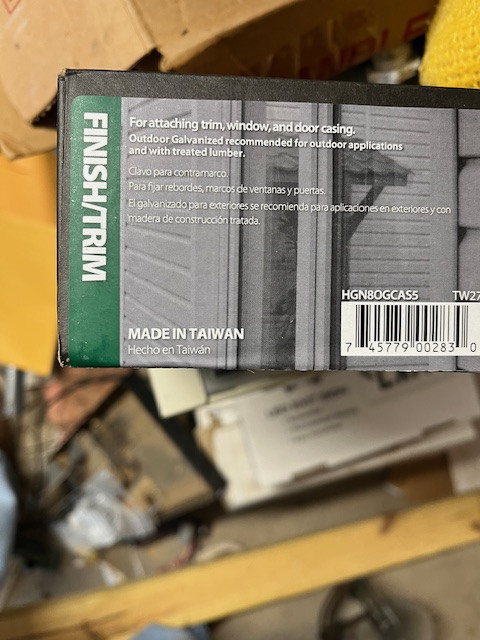 FINISH/TRIM
For attaching trim, window, and door casing.
Outdoor Galvanized recommended for outdoor applications
and with treated lumber.
Clavo para contramarco.
Para fijar rebordes, marcos de ventanas y puertas.
El galvanizado para exteriores se recomienda para aplicaciones en exteriores y con
madera de construcción tratada.
HGN80GCAS5 TW27
7 45779 00283 0
MADE IN TAIWAN
Hecho en Taiwán